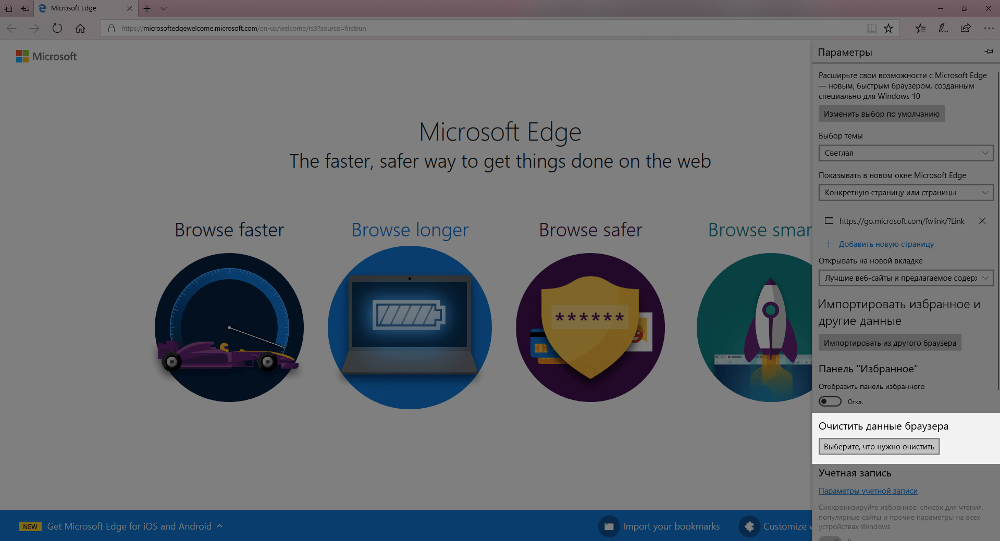 Microsoft Edge
https://microsoftedgewelcome.microsoft.com/en-us/welcome/rs3?source=firstrun
Microsoft
Microsoft Edge
The faster, safer way to get things done on the web
Browse faster
Browse longer
Browse safer
Browse smar
******
NEW
Get Microsoft Edge for iOS and Android
Import your bookmarks
Customize
Параметры
Расширьте свои возможности с Microsoft Edge
— новым, быстрым браузером, созданным
специально для Windows 10
Изменить выбор по умолчанию
Выбор темы
Светлая
Показывать в новом окне Microsoft Edge
Конкретную страницу или страницы
https://go.microsoft.com/fwlink/?Link
Добавить новую страницу
Открывать на новой вкладке
Лучшие веб-сайты и предлагаемое содерж
Импортировать избранное и
другие данные
Импортировать из другого браузера
Панель "Избранное"
Отобразить панель избранного
Откл.
Очистить данные браузера
Выберите, что нужно очистить
Учетная запись
Параметры учетной записи
Синхронизируйте избранное, список для чтения,
популярные сайты и прочие параметры на всех
устройствах Windows